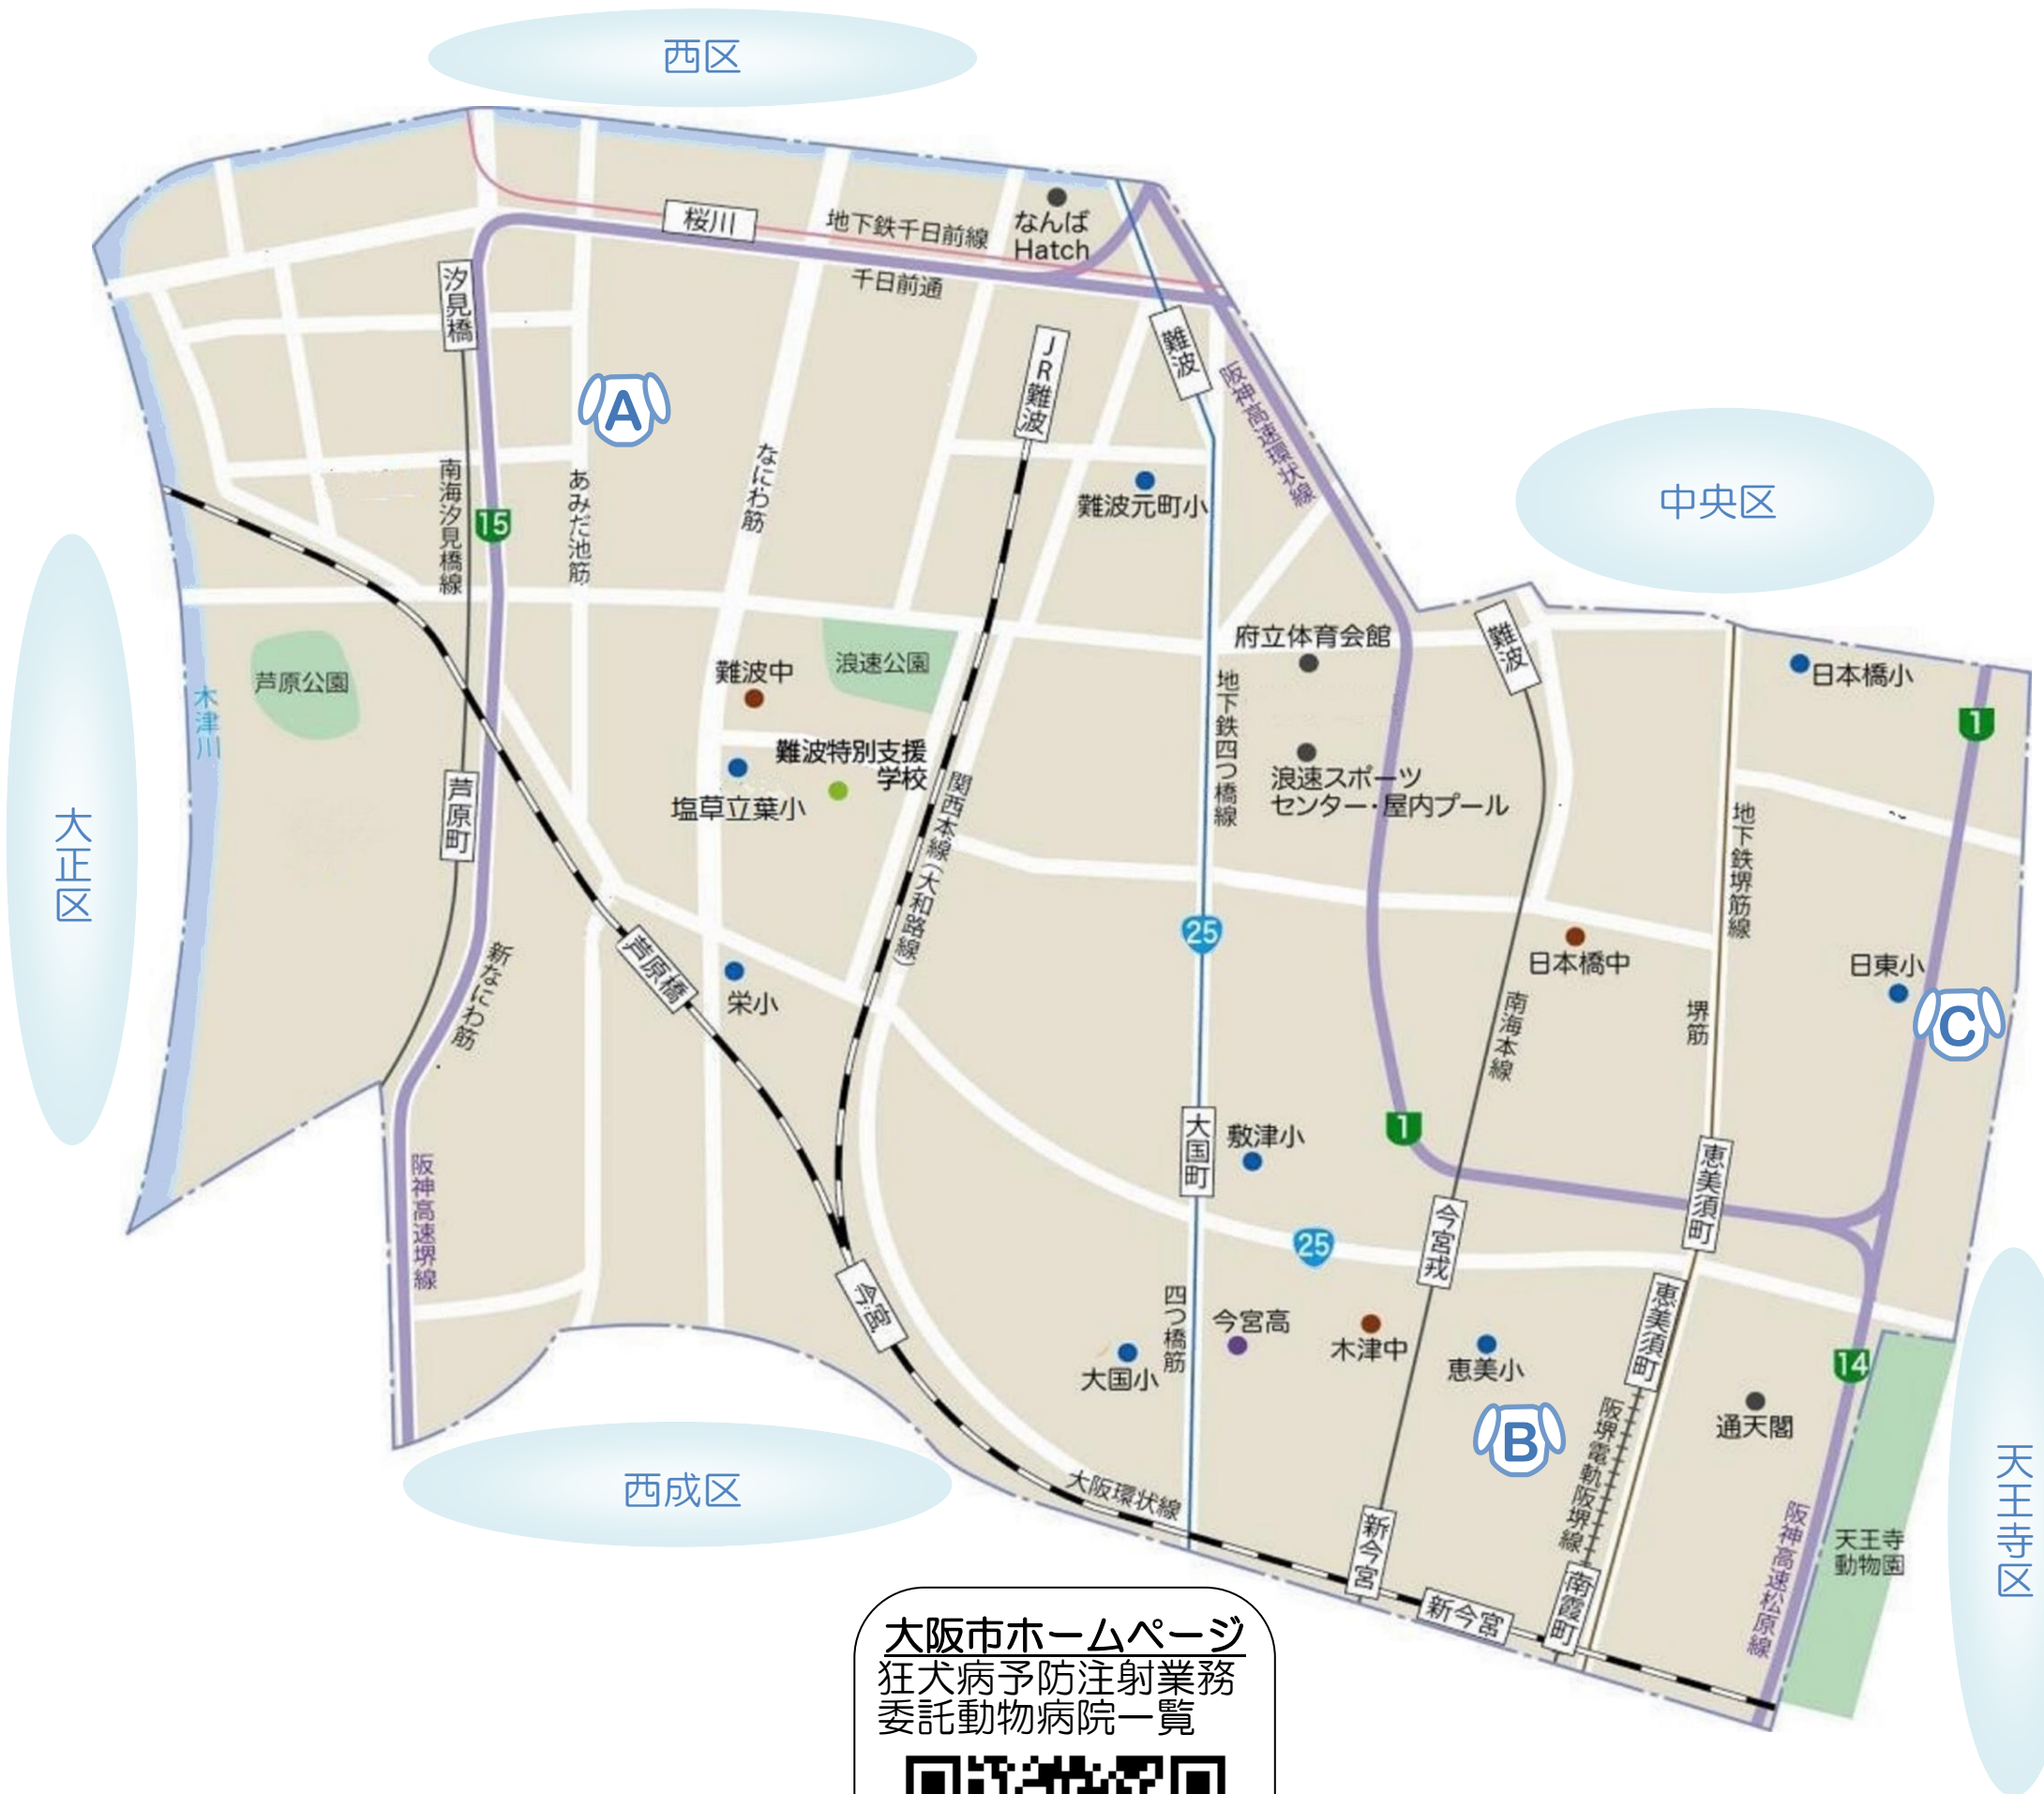 西区
なんば
Hatch
桜川
地下鉄千日前線
千日前通
汐見橋
難波
JR難波
阪神高速環状線
A
中央区
南海汐見橋線
15
あみだ池筋
なにわ筋
難波元町小
大正区
木津川
芦原公園
難波中
浪速公園
府立体育会館
難波
日本橋小
1
難波特別支援
学校
塩草立葉小
地下鉄四つ橋線
浪速スポーツ
センター・屋内プール
芦原町
関西本線(大和路線)
地下鉄堺筋線
新なにわ筋
芦原橋
栄小
25
日本橋中
南海本線
堺筋
日東小
C
大国町
敷津小
1
恵美須町
阪神高速堺線
今宮戎
25
今宮
四つ橋筋
今宮高
木津中
恵美小
恵美須町
14
大国小
B
阪堺電軌阪堺線
通天閣
西成区
大阪環状線
新今宮
新今宮
南霞町
阪神高速松原線
天王寺
動物園
天王寺区
大阪市ホームページ
狂犬病予防注射業務
委託動物病院一覧